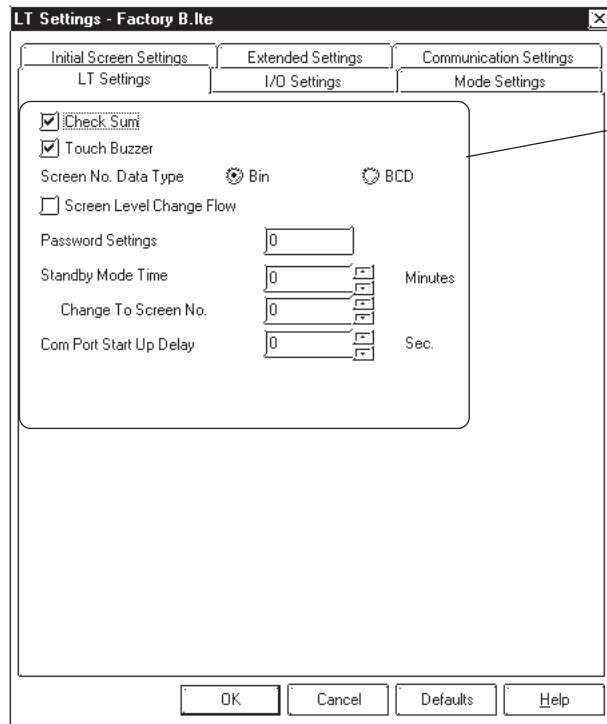 LT Settings - Factory B.lte
Initial Screen Settings Extended Settings Communication Settings
LT Settings I/O Settings Mode Settings
Check Sum
Touch Buzzer
Screen No. Data Type Bin BCD
Screen Level Change Flow
Password Settings 0
Standby Mode Time 0 Minutes
Change To Screen No. 0
Com Port Start Up Delay 0 Sec.
OK Cancel Defaults Help